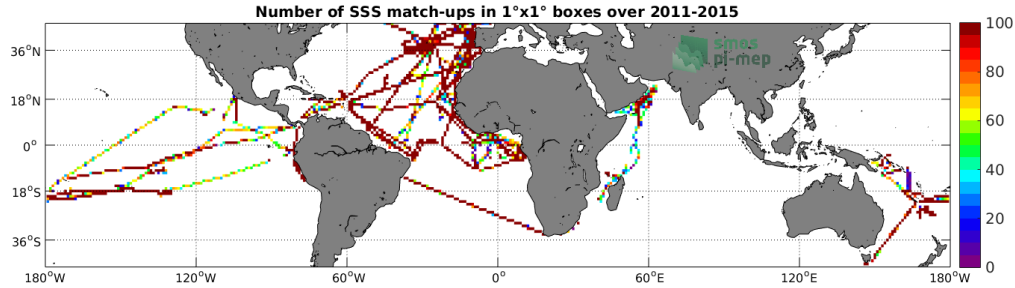 Number of SSS match-ups in 1°x1° boxes over 2011-2015
36°N
18°N
0°
18°S
36°S
180°W 120°W 60°W 0° 60°E 120°E 180°W
100
80
60
40
20
0
smos
pi-mep